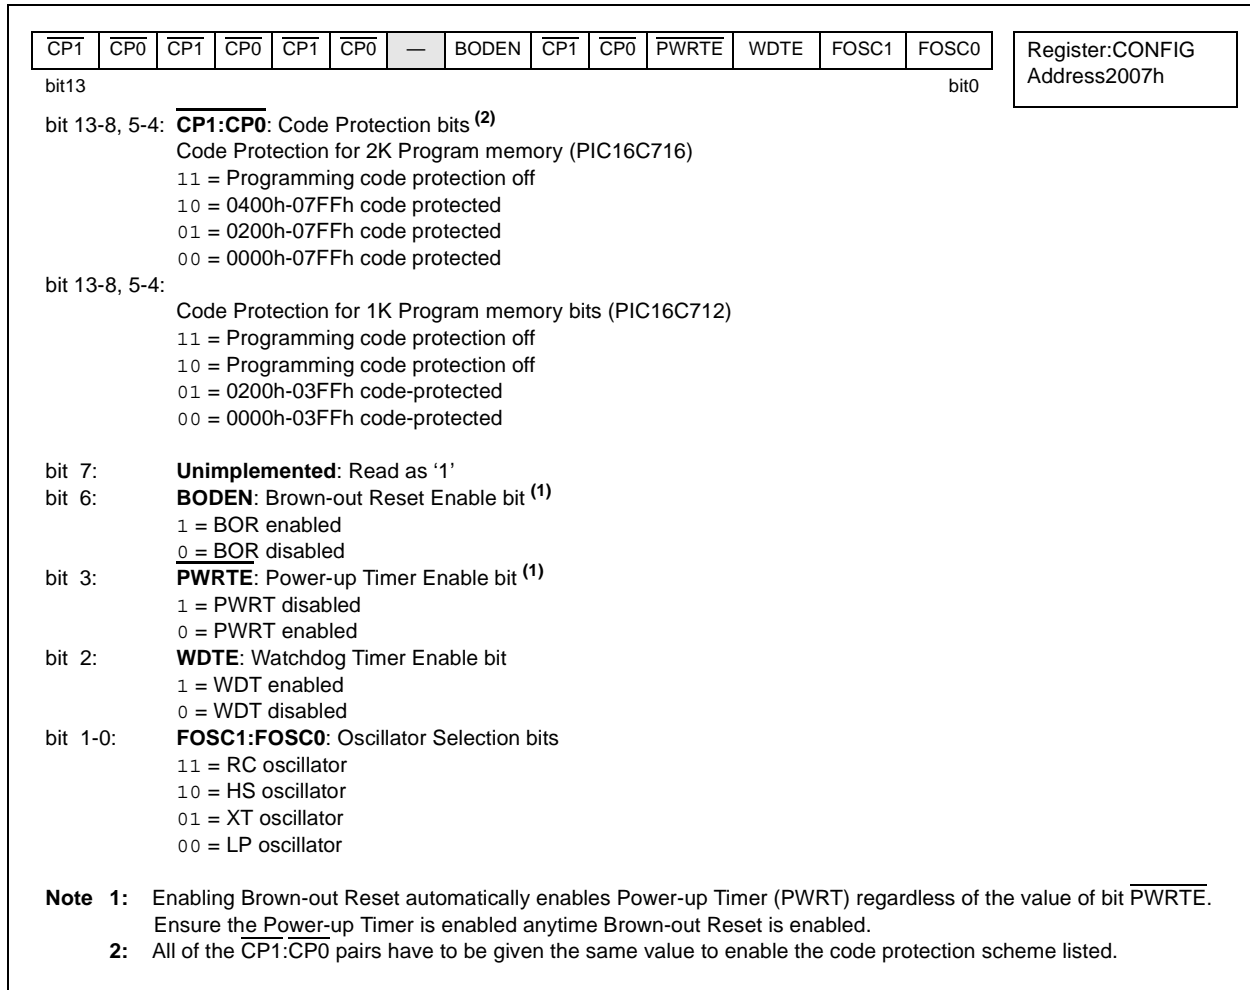 CP1 CP0 CP1 CP0 CP1 CP0 — BODEN CP1 CP0 PWRTE WDTE FOSC1 FOSC0
bit13 bit0
Register:CONFIG
Address2007h
bit 13-8, 5-4: CP1:CP0: Code Protection bits (2)
Code Protection for 2K Program memory (PIC16C716)
11 = Programming code protection off
10 = 0400h-07FFh code protected
01 = 0200h-07FFh code protected
00 = 0000h-07FFh code protected
bit 13-8, 5-4:
Code Protection for 1K Program memory bits (PIC16C712)
11 = Programming code protection off
10 = Programming code protection off
01 = 0200h-03FFh code-protected
00 = 0000h-03FFh code-protected
bit 7: Unimplemented: Read as ‘1’
bit 6: BODEN: Brown-out Reset Enable bit (1)
1 = BOR enabled
0 = BOR disabled
bit 3: PWRTE: Power-up Timer Enable bit (1)
1 = PWRT disabled
0 = PWRT enabled
bit 2: WDTE: Watchdog Timer Enable bit
1 = WDT enabled
0 = WDT disabled
bit 1-0: FOSC1:FOSC0: Oscillator Selection bits
11 = RC oscillator
10 = HS oscillator
01 = XT oscillator
00 = LP oscillator
Note 1: Enabling Brown-out Reset automatically enables Power-up Timer (PWRT) regardless of the value of bit PWRTE.
Ensure the Power-up Timer is enabled anytime Brown-out Reset is enabled.
2: All of the CP1:CP0 pairs have to be given the same value to enable the code protection scheme listed.